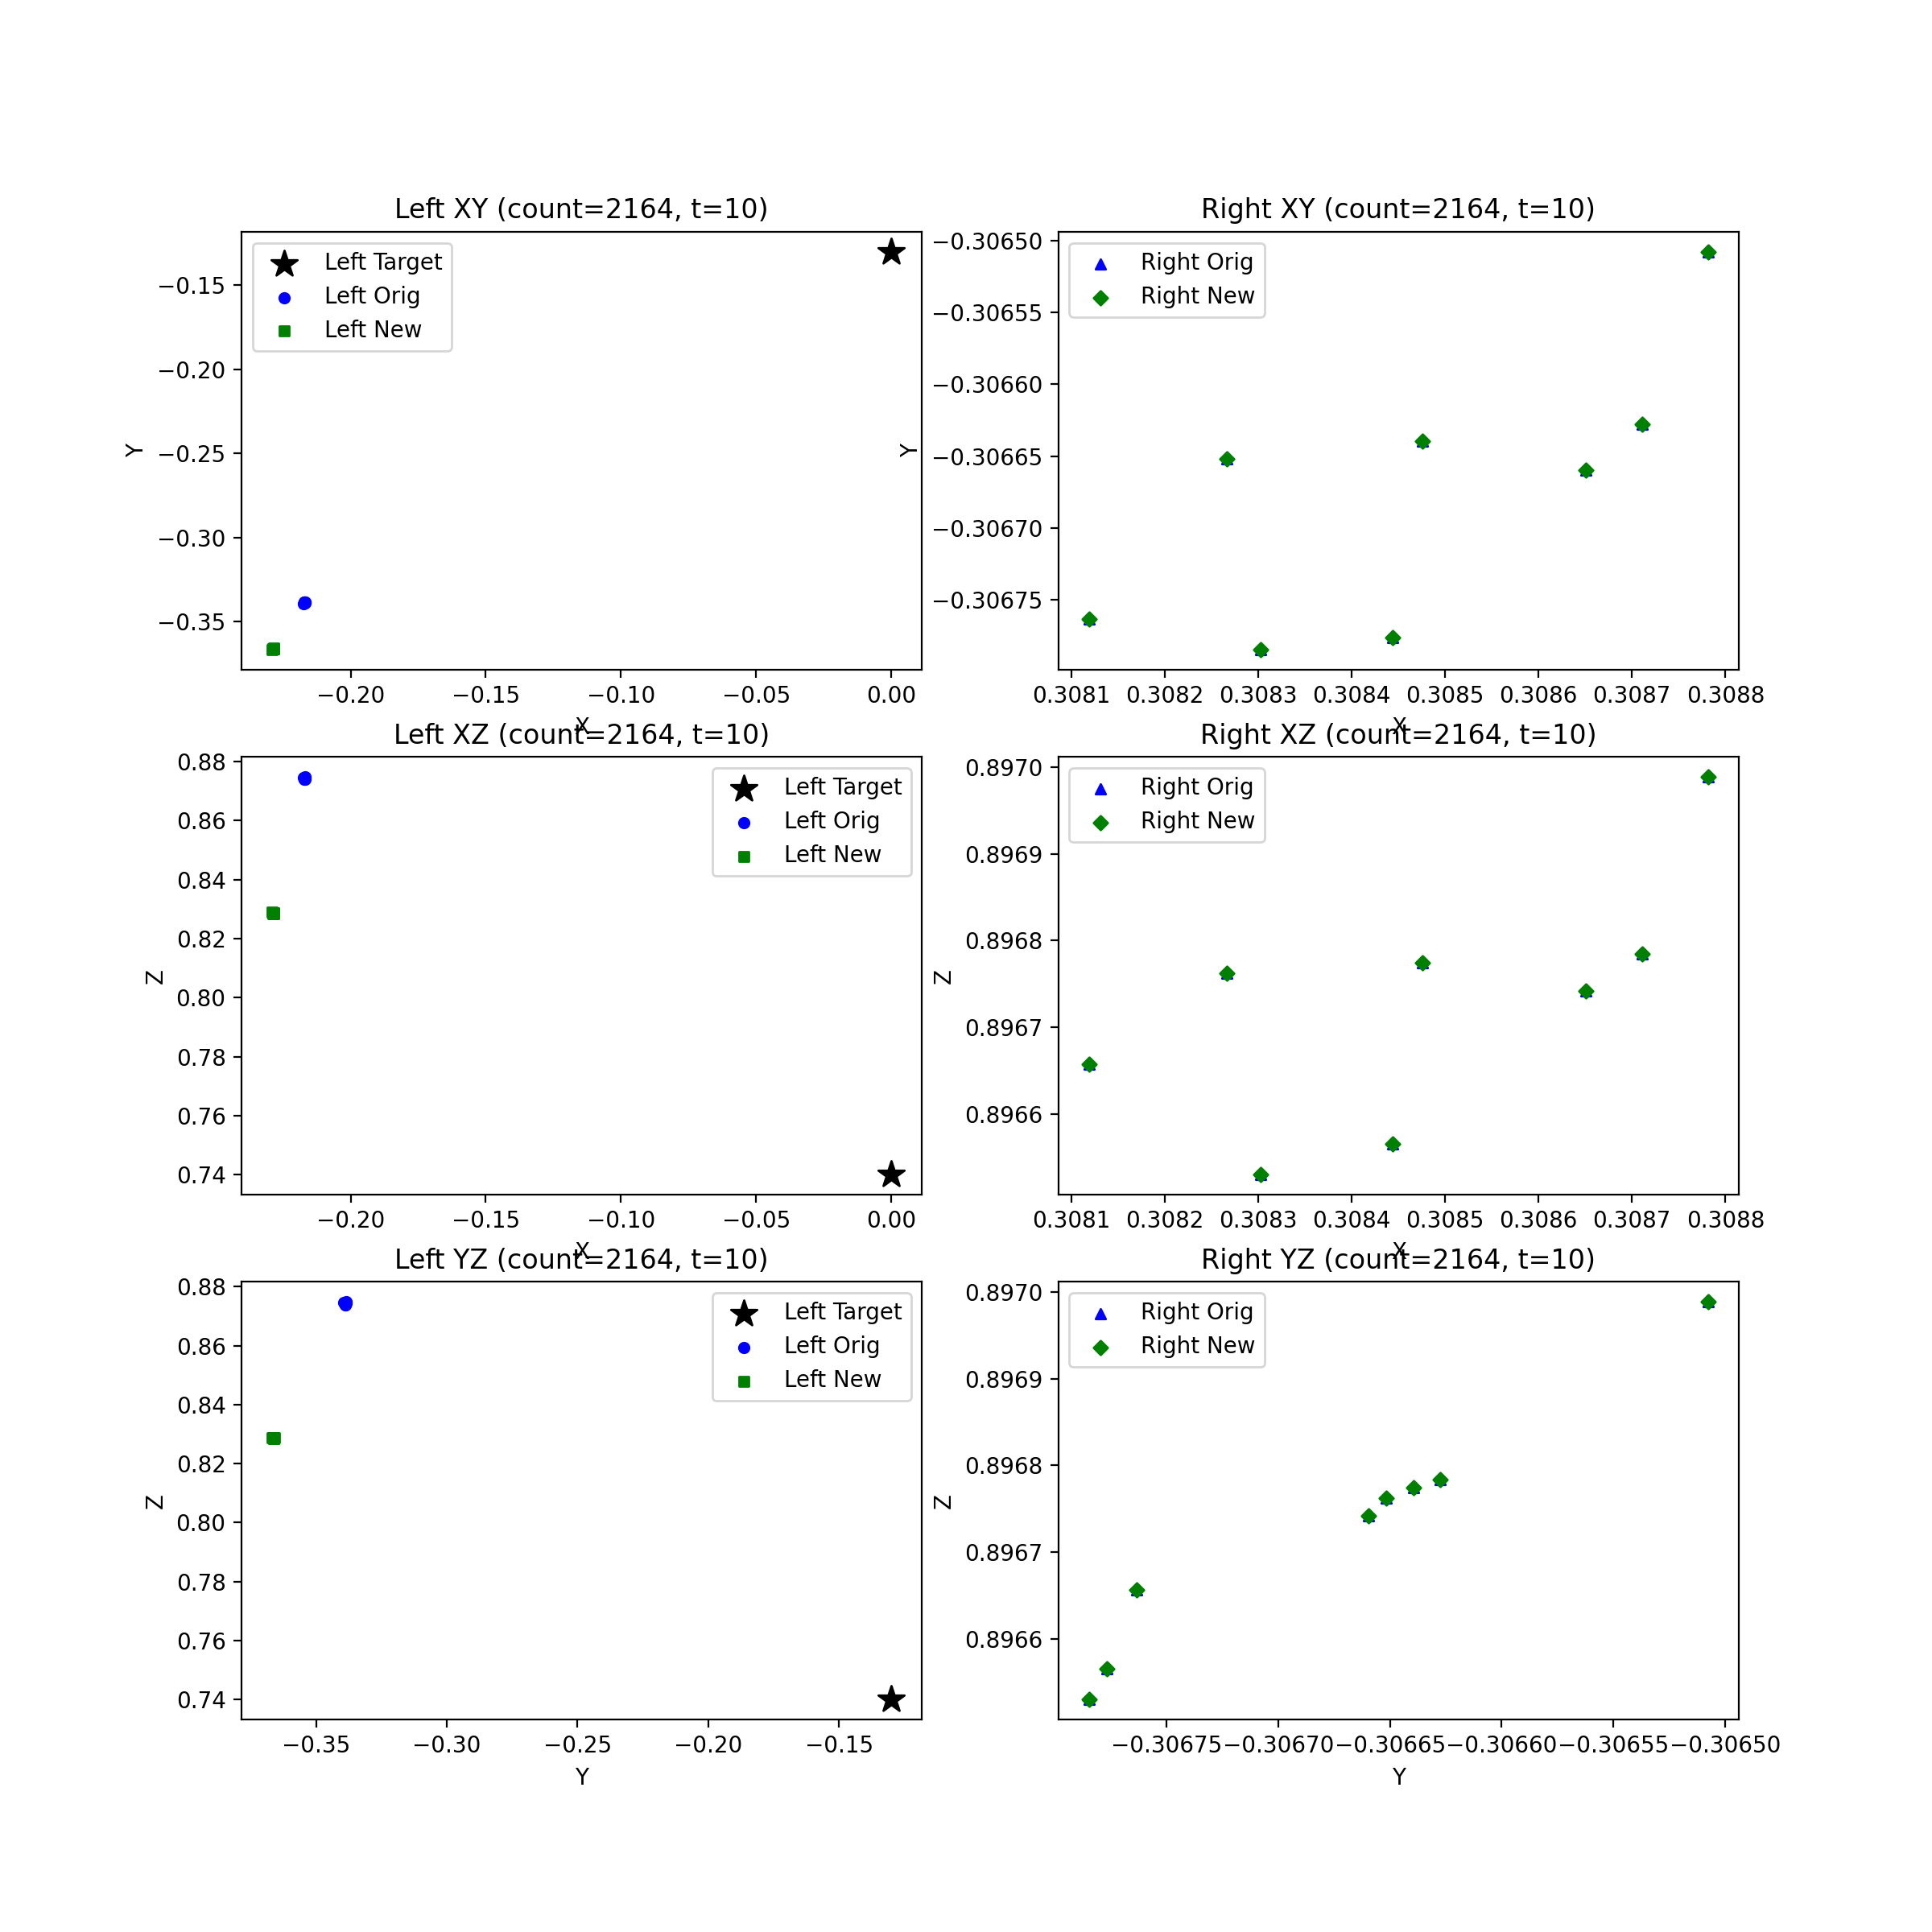 Left XY (count=2164, t=10)
Left Target
Left Orig
Left New
−0.15
−0.20
−0.25
−0.30
−0.35
Y
−0.20
−0.15
−0.10
−0.05
0.00
X
Right XY (count=2164, t=10)
Right Orig
Right New
−0.30650
−0.30655
−0.30660
−0.30665
−0.30670
−0.30675
Y
0.3081
0.3082
0.3083
0.3084
0.3085
0.3086
0.3087
0.3088
X
Left XZ (count=2164, t=10)
Left Target
Left Orig
Left New
0.88
0.86
0.84
0.82
0.80
0.78
0.76
0.74
Z
−0.20
−0.15
−0.10
−0.05
0.00
X
Right XZ (count=2164, t=10)
Right Orig
Right New
0.8970
0.8969
0.8968
0.8967
0.8966
Z
0.3081
0.3082
0.3083
0.3084
0.3085
0.3086
0.3087
0.3088
X
Left YZ (count=2164, t=10)
Left Target
Left Orig
Left New
0.88
0.86
0.84
0.82
0.80
0.78
0.76
0.74
Z
−0.35
−0.30
−0.25
−0.20
−0.15
Y
Right YZ (count=2164, t=10)
Right Orig
Right New
0.8970
0.8969
0.8968
0.8967
0.8966
Z
−0.30675
−0.30670
−0.30665
−0.30660
−0.30655
−0.30650
Y